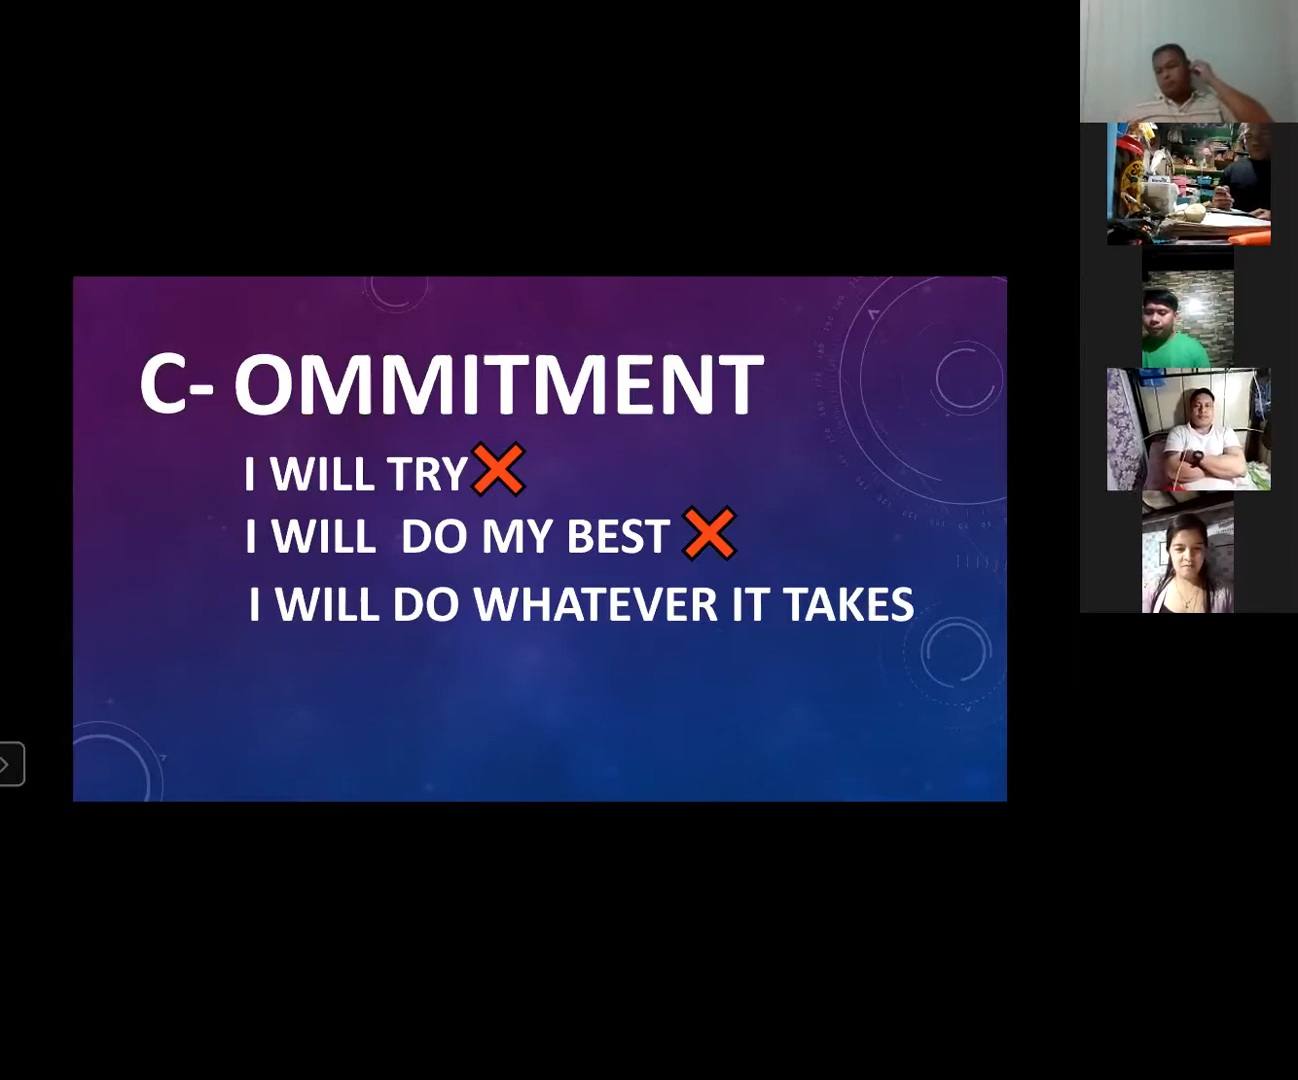 C- OMMITMENT
I WILL TRY
I WILL DO MY BEST
I WILL DO WHATEVER IT TAKES